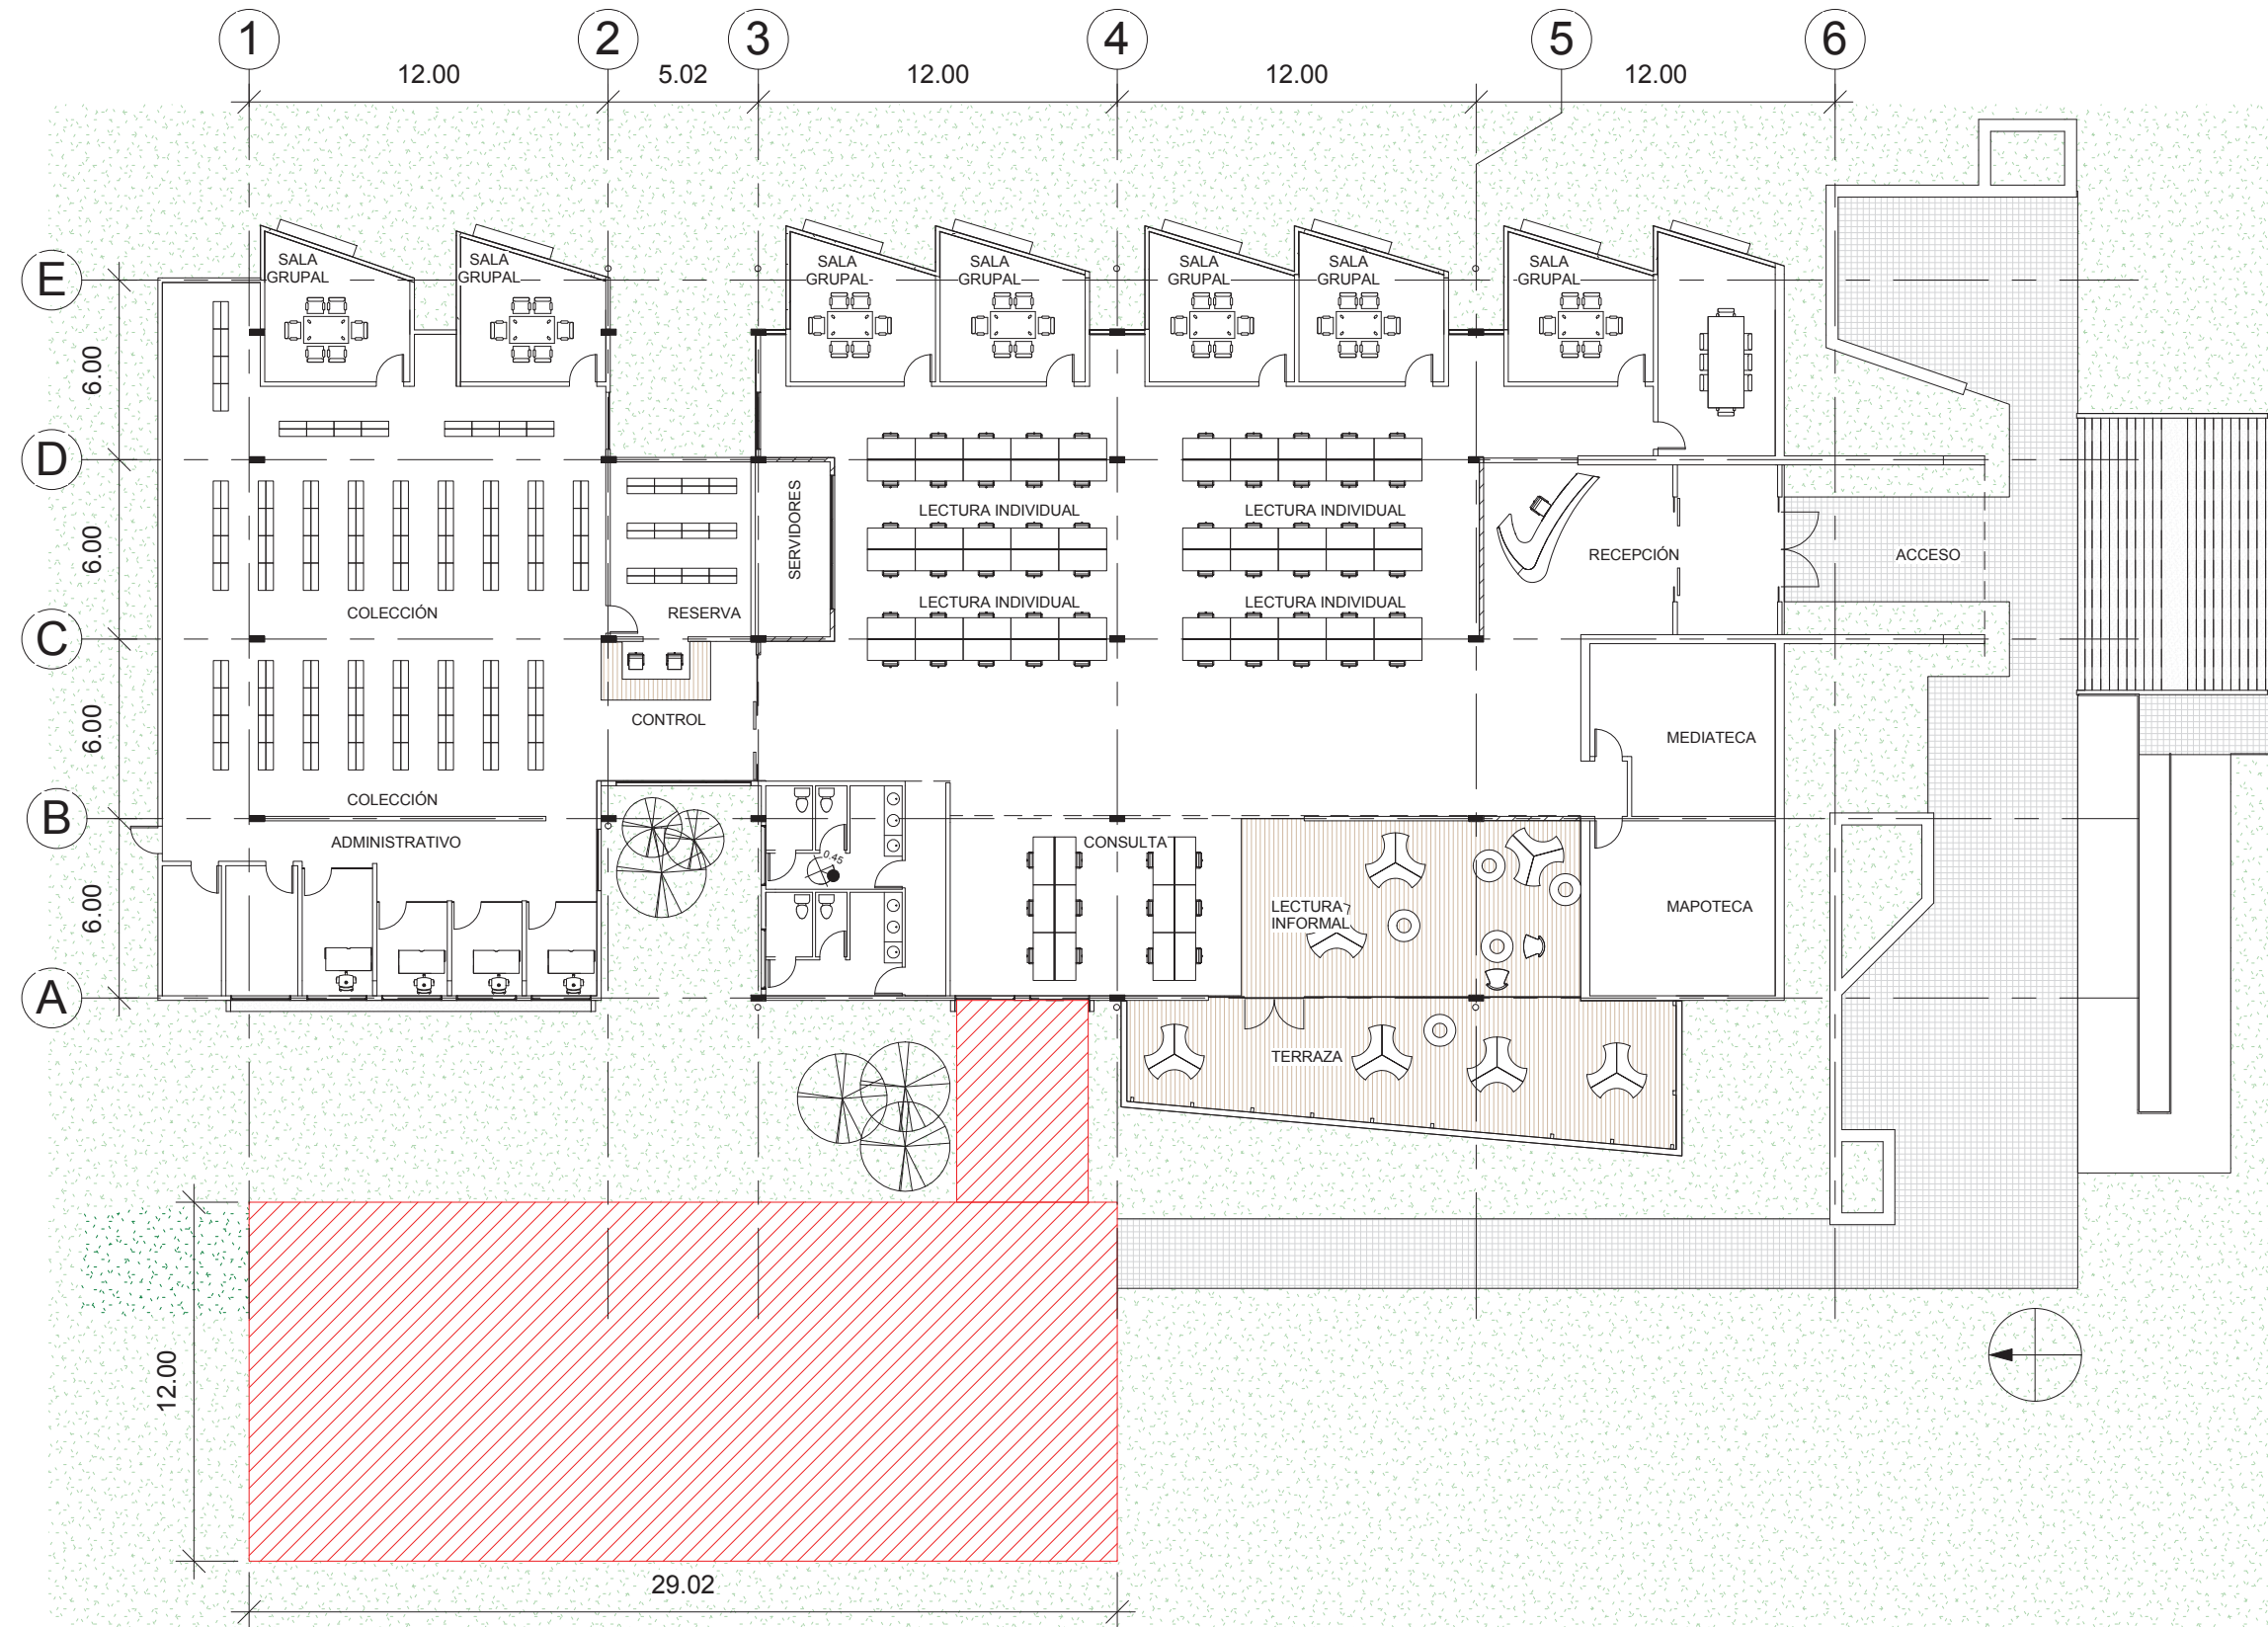 1 2 3 4 5 6
12.00 5.02 12.00 12.00 12.00
SALA
GRUPAL
SALA
GRUPAL
SALA
GRUPAL
SALA
GRUPAL
SALA
GRUPAL
SALA
GRUPAL
SALA
GRUPAL
E
6.00
D
SERVIDORES
LECTURA INDIVIDUAL
LECTURA INDIVIDUAL
6.00
RECEPCIÓN
ACCESO
LECTURA INDIVIDUAL
LECTURA INDIVIDUAL
COLECCIÓN
RESERVA
C
CONTROL
6.00
MEDIATECA
COLECCIÓN
B
ADMINISTRATIVO
CONSULTA
0.45
6.00
LECTURA
INFORMAL
MAPOTECA
A
TERRAZA
12.00
29.02